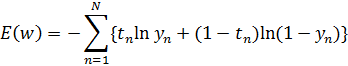 E(w) = −∑_{n=1}^{N}{t_n ln y_n + (1 − t_n)ln(1 − y_n)}